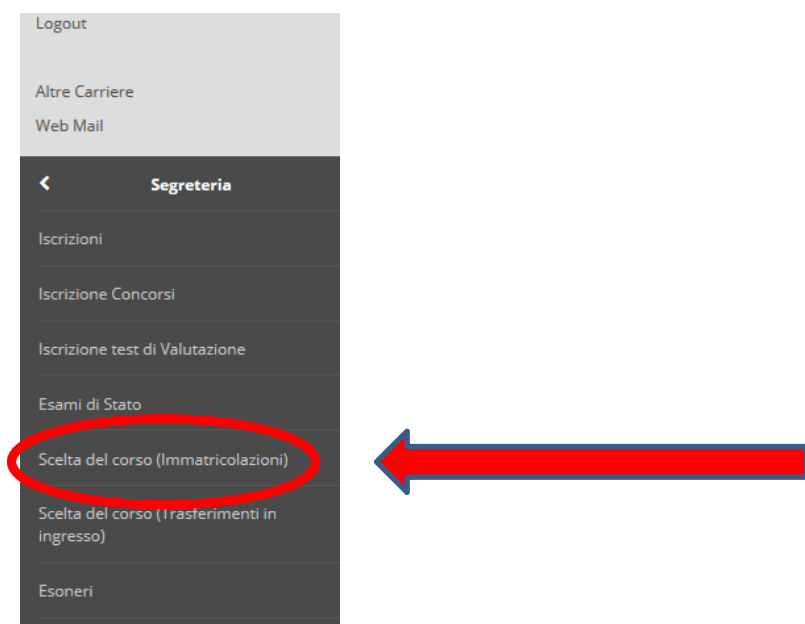 Logout
Altre Carriere
Web Mail
Segreteria
Iscrizioni
Iscrizione Concorsi
Iscrizione test di Valutazione
Esami di Stato
Scelta del corso (Immatricolazioni)
Scelta del corso (Trasferimenti in
ingresso)
Esoneri